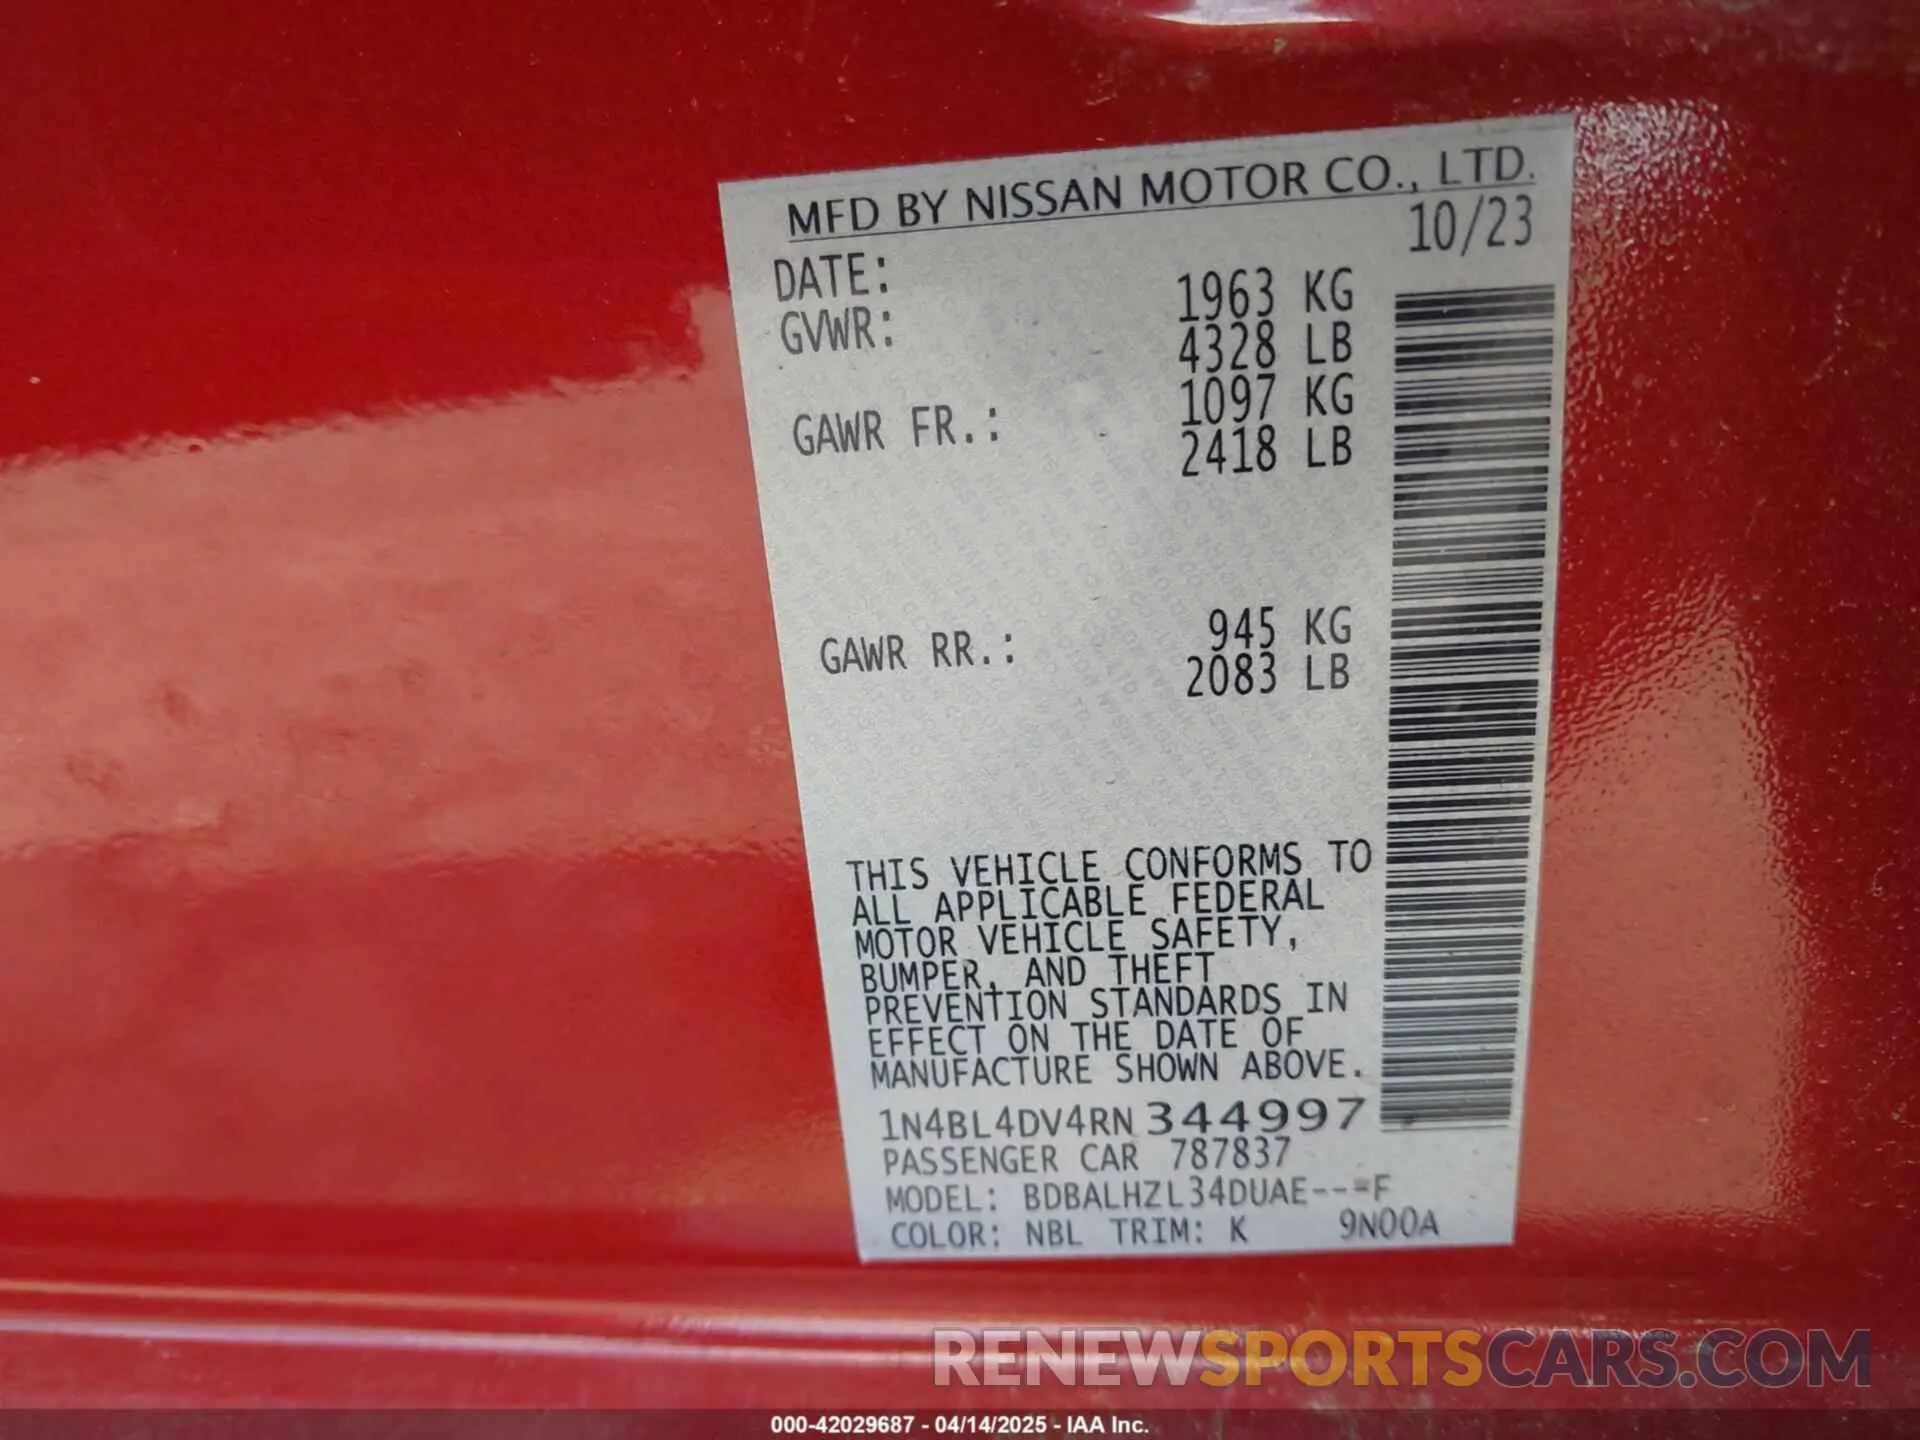 MFD BY NISSAN MOTOR CO., LTD.
DATE: 10/23
GVWR: 1963 KG
4328 LB
GAWR FR.: 1097 KG
2418 LB
GAWR RR.: 945 KG
2083 LB
THIS VEHICLE CONFORMS TO
ALL APPLICABLE FEDERAL
MOTOR VEHICLE SAFETY,
BUMPER, AND THEFT
PREVENTION STANDARDS IN
EFFECT ON THE DATE OF
MANUFACTURE SHOWN ABOVE.
1N4BL4DV4RN344997
PASSENGER CAR 787837
MODEL: BDBALHZL34DUAE---F
COLOR: NBL TRIM: K 9N00A
RENEWSPORTSCARS.COM
000-42029687 - 04/14/2025 - IAA Inc.